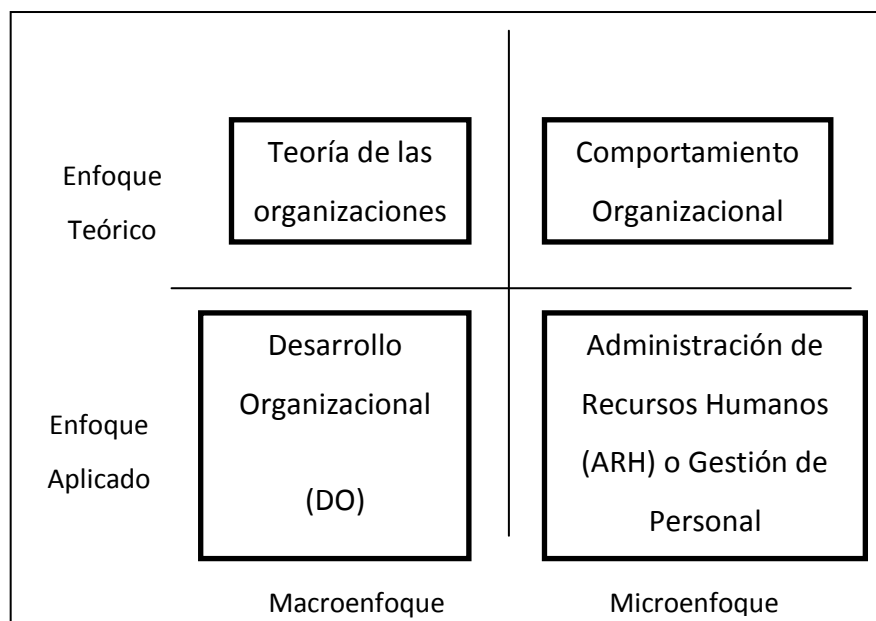 Enfoque
Teórico
Teoría de las
organizaciones
Comportamiento
Organizacional
Enfoque
Aplicado
Desarrollo
Organizacional
(DO)
Administración de
Recursos Humanos
(ARH) o Gestión de
Personal
Macroenfoque
Microenfoque